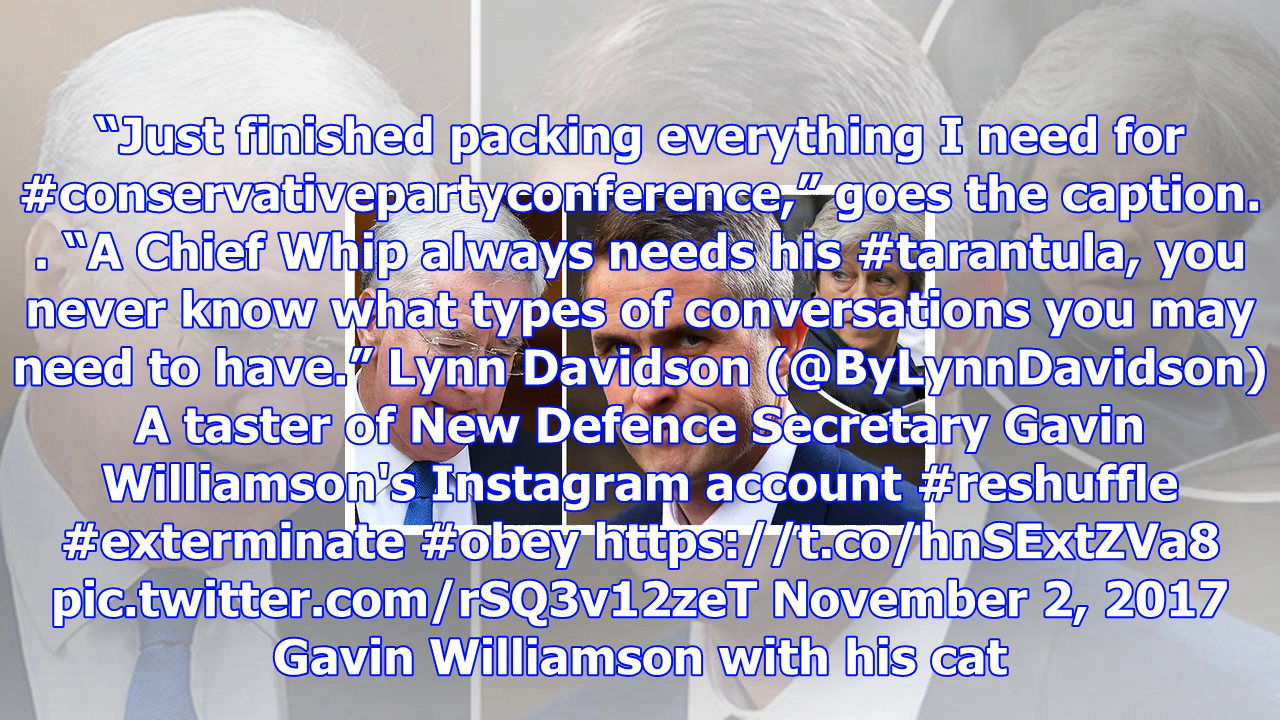 “Just finished packing everything I need for
#conservativepartyconference,” goes the caption.
. “A Chief Whip always needs his #tarantula, you
never know what types of conversations you may
need to have.” Lynn Davidson (@ByLynnDavidson)
A taster of New Defence Secretary Gavin
Williamson's Instagram account #reshuffle
#exterminate #obey https://t.co/hnSExtZVa8
pic.twitter.com/rSQ3v12zeT November 2, 2017
Gavin Williamson with his cat